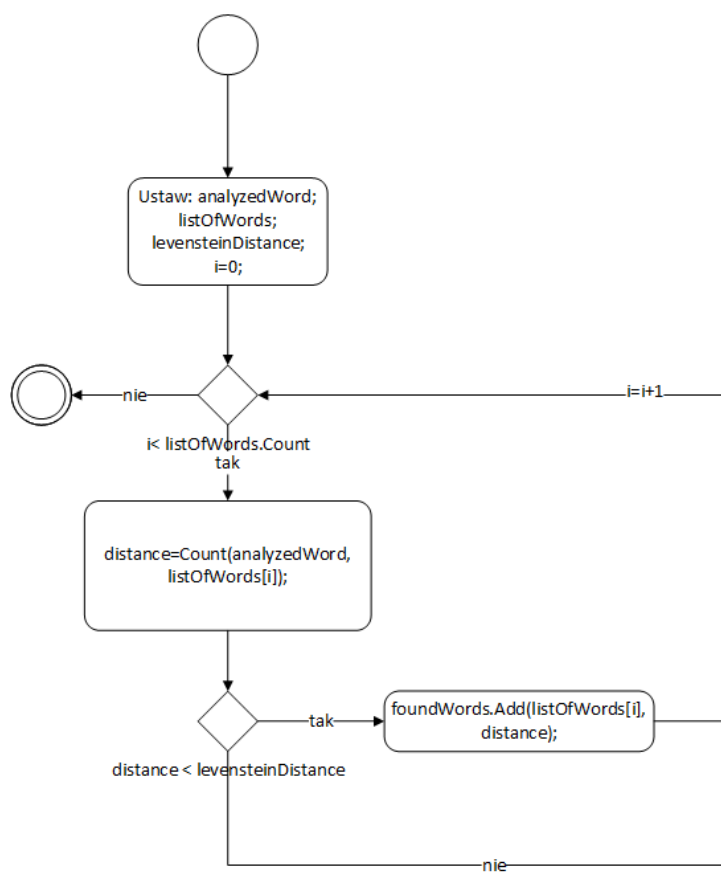 Ustaw: analyzedWord;
listOfWords;
levensteinDistance;
i=0;
nie
i=i+1
i< listOfWords.Count
tak
distance=Count(analyzedWord,
listOfWords[i]);
tak
foundWords.Add(listOfWords[i],
distance);
distance < levensteinDistance
nie